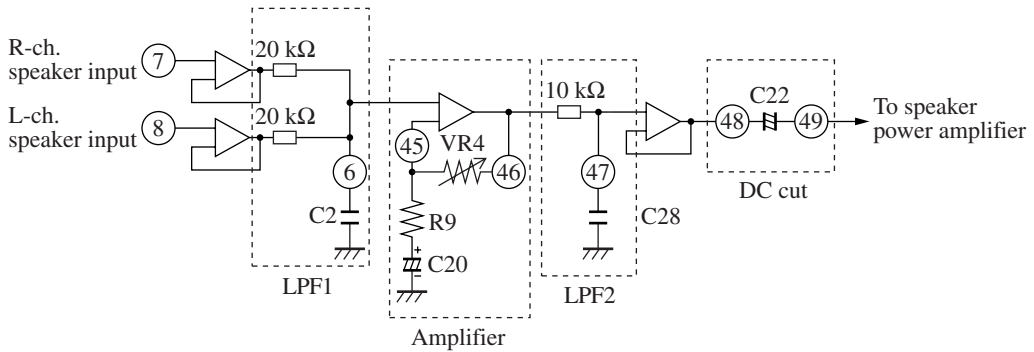 R-ch.
speaker input
7
20 kΩ
L-ch.
speaker input
8
20 kΩ
6
C2
LPF1
45
VR4
46
R9
+
C20
−
Amplifier
10 kΩ
47
C28
LPF2
48
C22
49
DC cut
To speaker
power amplifier